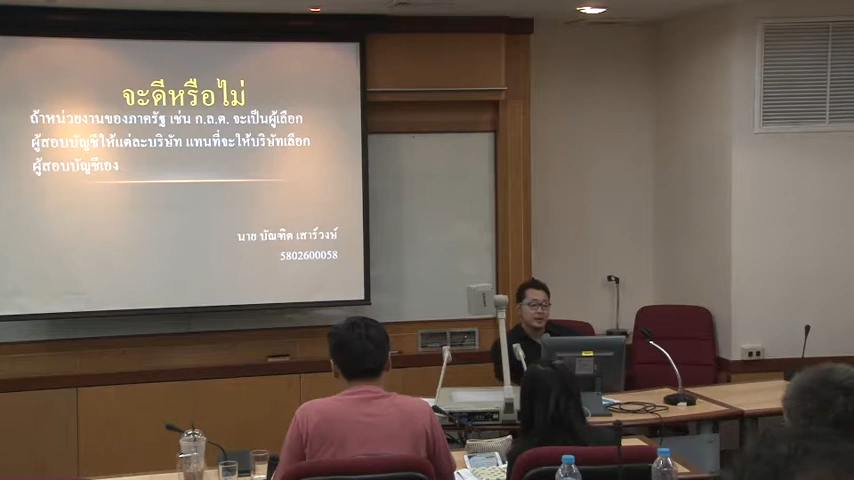 จะดีหรือไม่
ถ้าหน่วยงานของภาครัฐ เช่น ก.ล.ต. จะเป็นผู้เลือก
ผู้สอบบัญชีให้แต่ละบริษัท แทนที่จะให้บริษัทเลือก
ผู้สอบบัญชีเอง
นาย บัณฑิต เสาร์วงษ์
5802600058